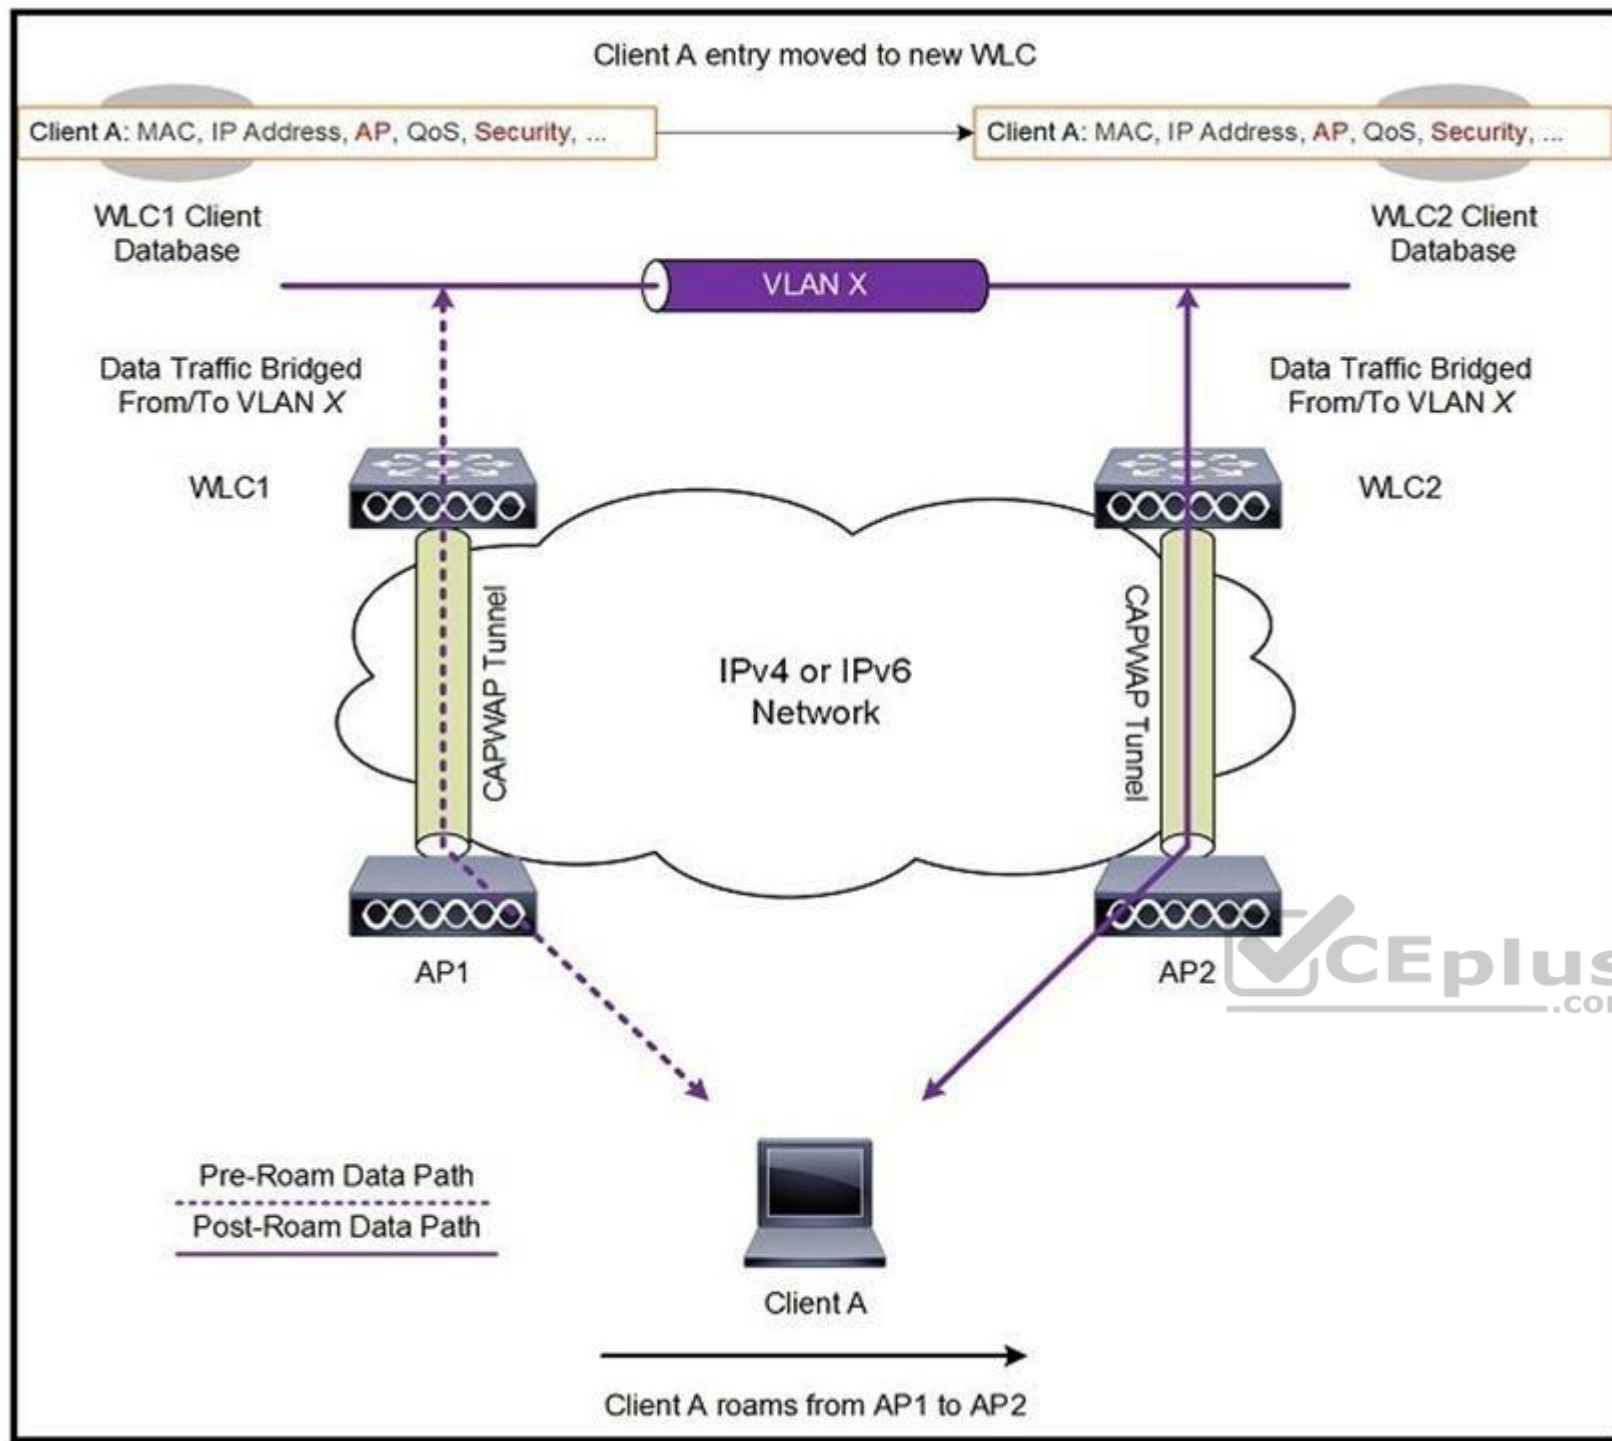 Client A entry moved to new WLC
Client A: MAC, IP Address, AP, QoS, Security, ...
Client A: MAC, IP Address, AP, QoS, Security, ...
WLC1 Client
Database
WLC2 Client
Database
VLAN X
Data Traffic Bridged
From/To VLAN X
Data Traffic Bridged
From/To VLAN X
WLC1
WLC2
CAPWAP Tunnel
IPv4 or IPv6
Network
CAPWAP Tunnel
AP1
AP2
CEplus
.com
Pre-Roam Data Path
Post-Roam Data Path
Client A
Client A roams from AP1 to AP2